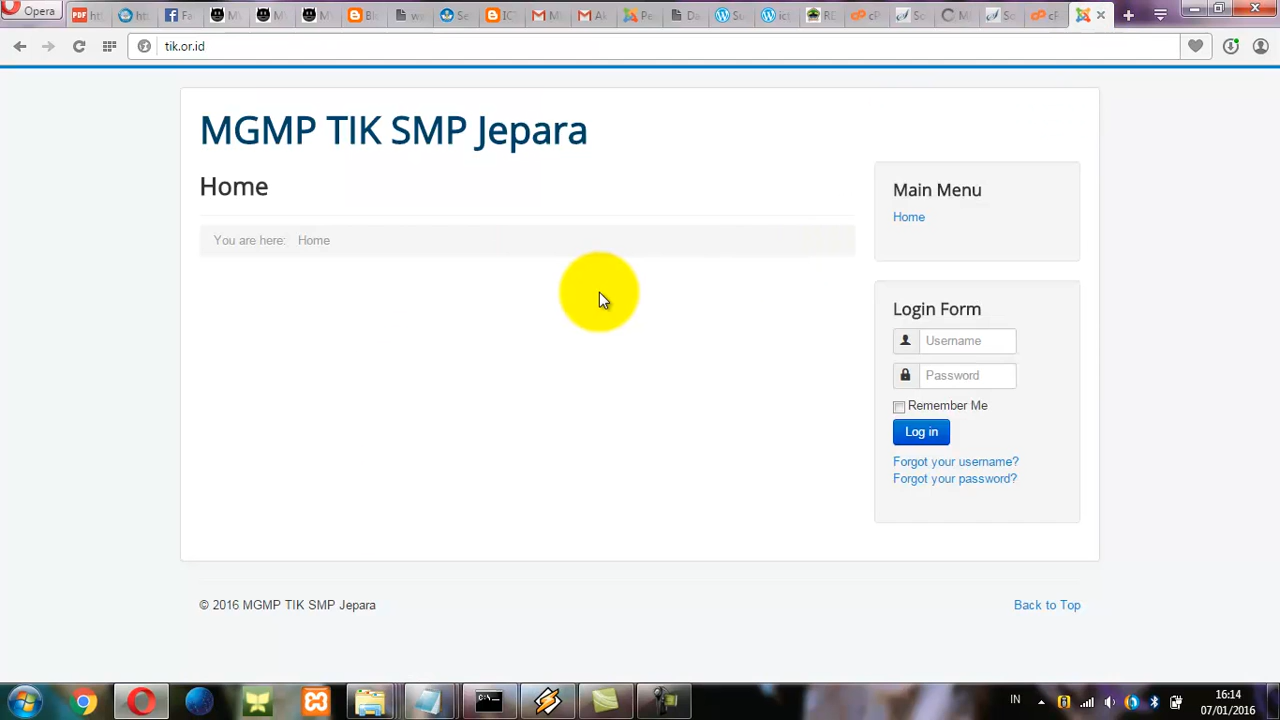 Opera
tik.or.id
MGMP TIK SMP Jepara
Home
You are here: Home
Main Menu
Home
Login Form
Username
Password
Remember Me
Log in
Forgot your username?
Forgot your password?
© 2016 MGMP TIK SMP Jepara
Back to Top
IN
16:14
07/01/2016